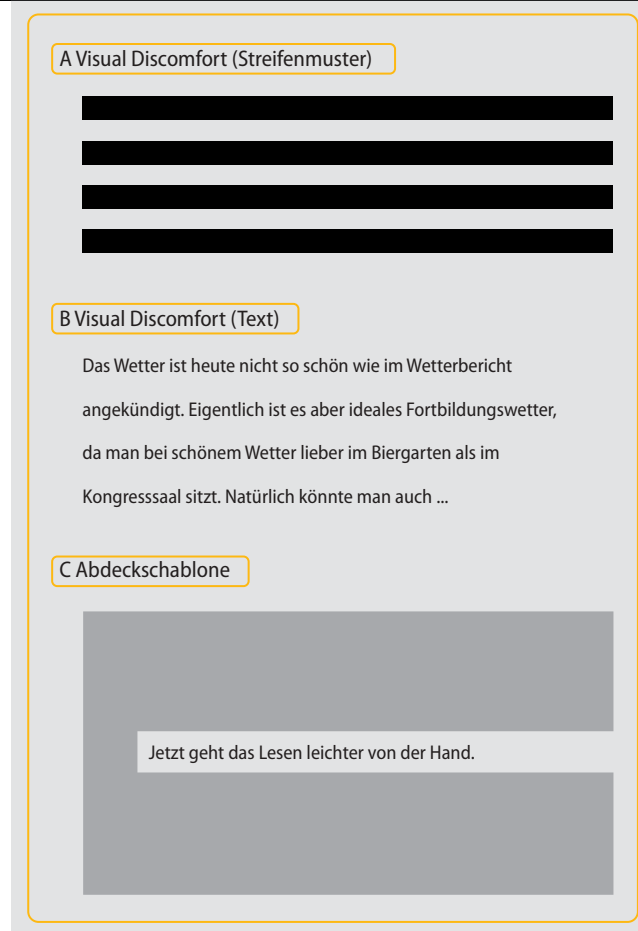 A Visual Discomfort (Streifenmuster)
B Visual Discomfort (Text)
Das Wetter ist heute nicht so schön wie im Wetterbericht
angekündigt. Eigentlich ist es aber ideales Fortbildungswetter,
da man bei schönem Wetter lieber im Biergarten als im
Kongresssaal sitzt. Natürlich könnte man auch ...
C Abdeckschablone
Jetzt geht das Lesen leichter von der Hand.